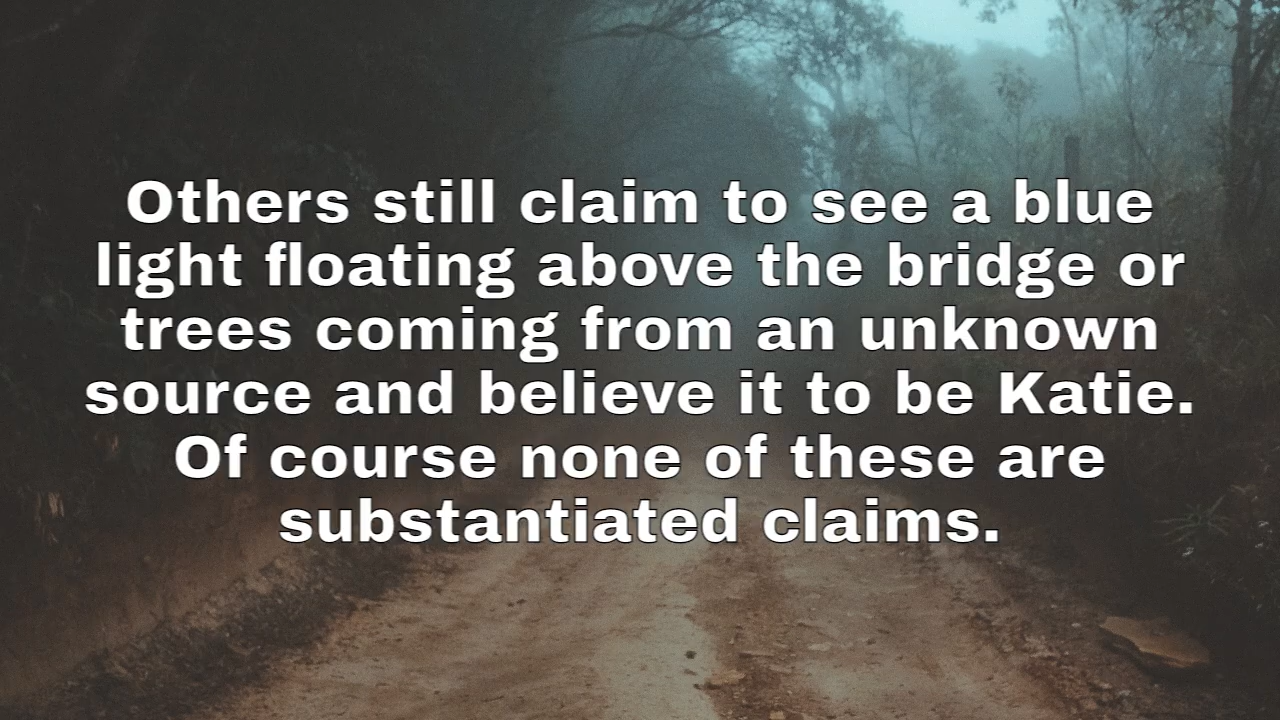 Others still claim to see a blue
light floating above the bridge or
trees coming from an unknown
source and believe it to be Katie.
Of course none of these are
substantiated claims.